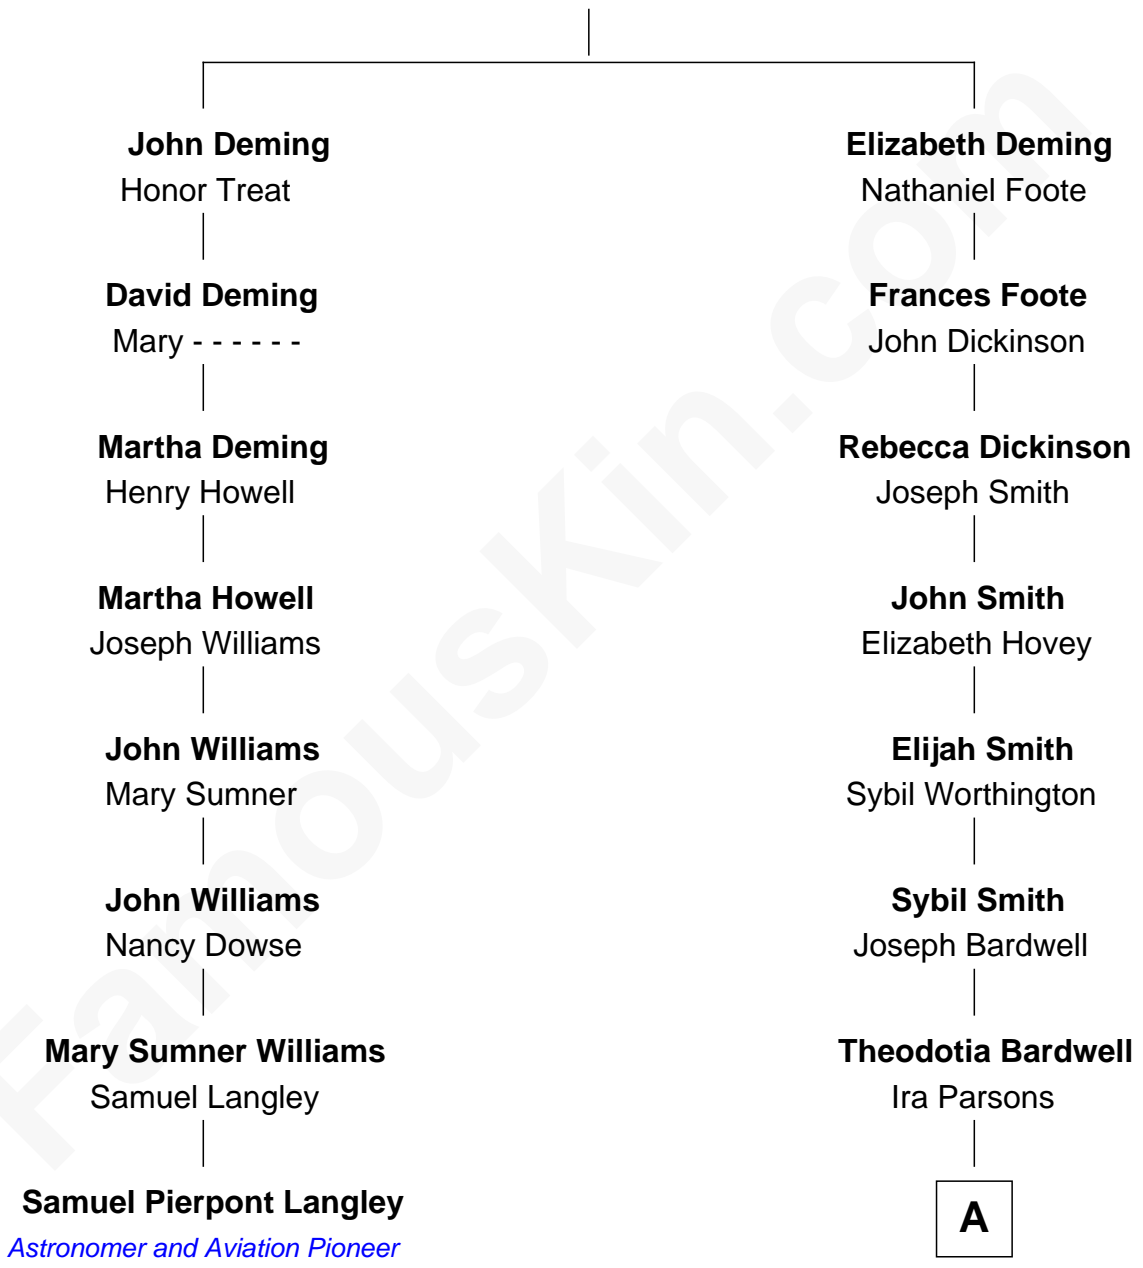 John Deming
Honor Treat
David Deming
Mary - - - - - -
Martha Deming
Henry Howell
Martha Howell
Joseph Williams
John Williams
Mary Sumner
John Williams
Nancy Dowse
Mary Sumner Williams
Samuel Langley
Samuel Pierpont Langley
Astronomer and Aviation Pioneer
Elizabeth Deming
Nathaniel Foote
Frances Foote
John Dickinson
Rebecca Dickinson
Joseph Smith
John Smith
Elizabeth Hovey
Elijah Smith
Sybil Worthington
Sybil Smith
Joseph Bardwell
Theodotia Bardwell
Ira Parsons
A
FamousKin.com